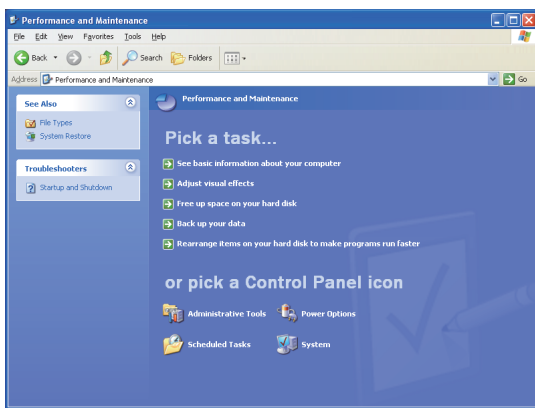 Performance and Maintenance
File Edit View Favorites Tools Help
Back Search Folders
Address Performance and Maintenance Go
See Also
File Types
System Restore
Troubleshooters
Startup and Shutdown
Performance and Maintenance
Pick a task...
See basic information about your computer
Adjust visual effects
Free up space on your hard disk
Back up your data
Rearrange items on your hard disk to make programs run faster
or pick a Control Panel icon
Administrative Tools Power Options
Scheduled Tasks System